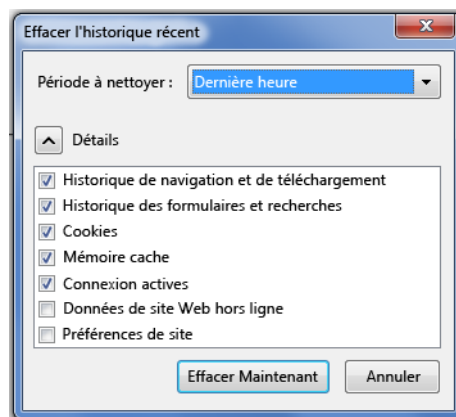 Effacer l'historique récent
Période à nettoyer : Dernière heure
Détails
Historique de navigation et de téléchargement
Historique des formulaires et recherches
Cookies
Mémoire cache
Connexion actives
Données de site Web hors ligne
Préférences de site
Effacer Maintenant Annuler